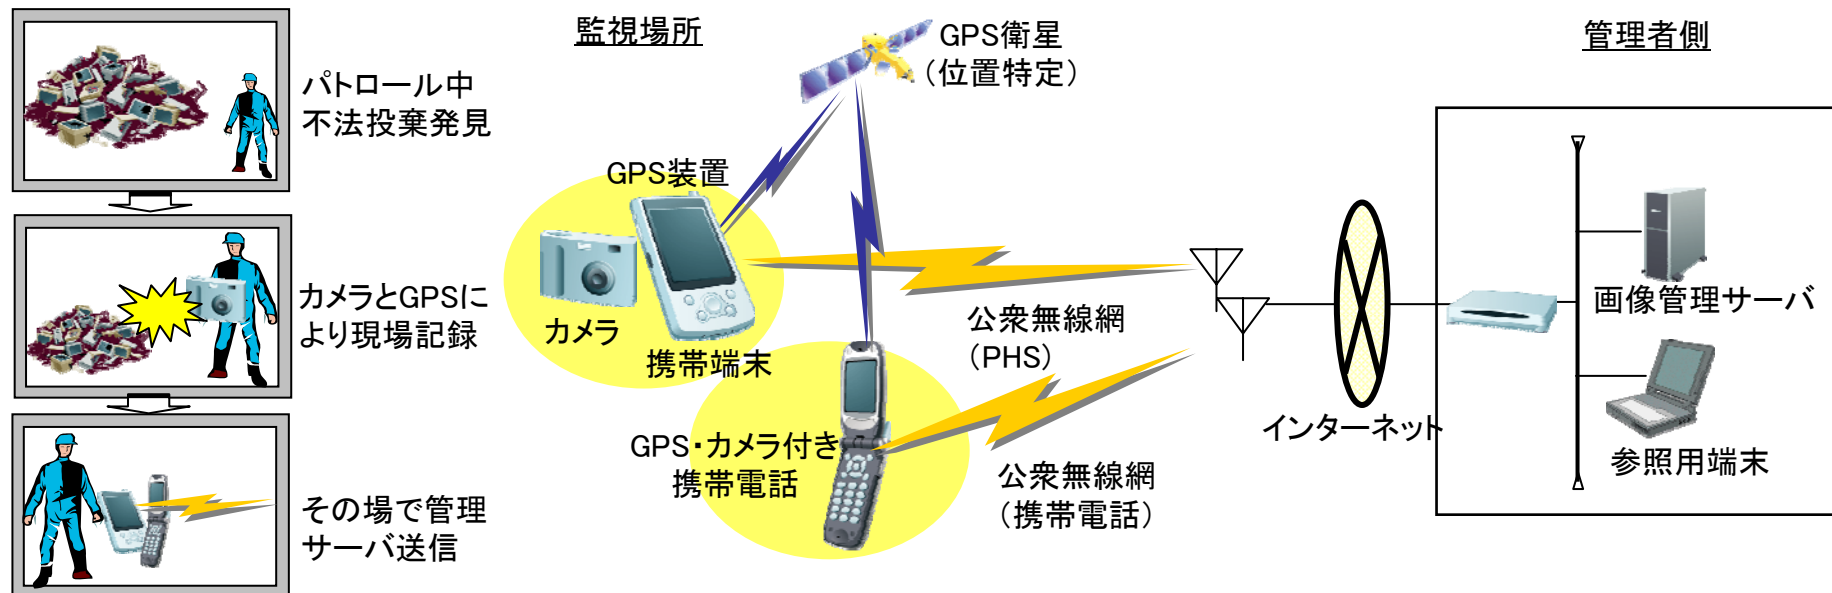 パトロール中
不法投棄発見
カメラとGPSに
より現場記録
その場で管理
サーバ送信
監視場所
GPS衛星
（位置特定）
GPS装置
カメラ
携帯端末
GPS・カメラ付き
携帯電話
公衆無線網
（PHS）
公衆無線網
（携帯電話）
インターネット
管理者側
画像管理サーバ
参照用端末